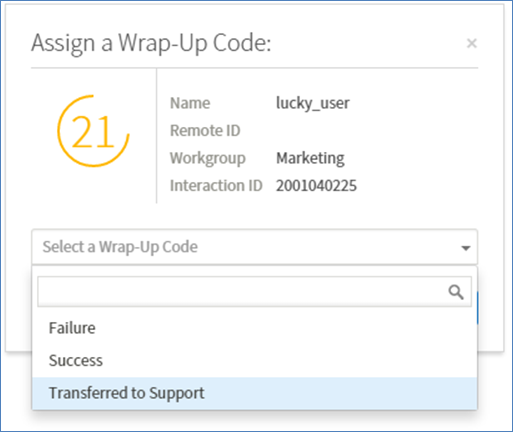 Assign a Wrap-Up Code:
×
21
Name lucky_user
Remote ID
Workgroup Marketing
Interaction ID 2001040225
Select a Wrap-Up Code
Failure
Success
Transferred to Support